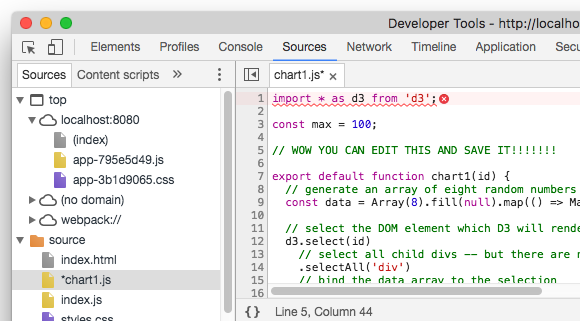 Developer Tools - http://localho
Elements Profiles Console Sources Network Timeline Application Secu
Sources Content scripts »
chart1.js* ×
top
localhost:8080
(index)
app-795e5d49.js
app-3b1d9065.css
(no domain)
webpack://
source
index.html
*chart1.js
index.js
styles.css
1 import * as d3 from 'd3';
2
3 const max = 100;
4
5 // WOW YOU CAN EDIT THIS AND SAVE IT!!!!!!!
6
7 export default function chart1(id) {
8 // generate an array of eight random numbers
9 const data = Array(8).fill(null).map(() => Ma
10
11 // select the DOM element which D3 will rende
12 d3.select(id)
13 // select all child divs -- but there are n
14 .selectAll('div')
15 // bind the data array to the selection
16
{} Line 5, Column 44